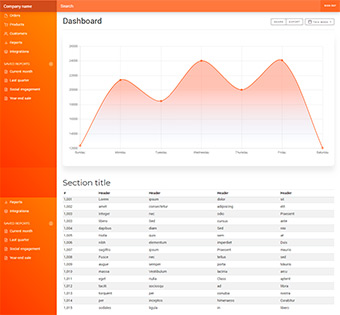 Company name
Search
Sign out
Orders
Products
Customers
Reports
Integrations
SAVED REPORTS
Current month
Last quarter
Social engagement
Year-end sale
Dashboard
Share
Export
This week
Sunday
Monday
Tuesday
Wednesday
Thursday
Friday
Saturday
Reports
Integrations
SAVED REPORTS
Current month
Last quarter
Social engagement
Year-end sale
Section title
# Header Header Header Header
1,001 Lorem ipsum dolor sit
1,002 amet consectetur adipiscing elit
1,003 Integer nec odio Praesent
1,003 libero Sed cursus ante
1,004 dapibus diam Sed nisi
1,005 Nulla quis sem at
1,006 nibh elementum imperdiet Duis
1,007 sagittis ipsum Praesent mauris
1,008 Fusce nec tellus sed
1,009 augue semper porta Mauris
1,010 massa Vestibulum lacinia arcu
1,011 eget nulla Class aptent
1,012 taciti sociosqu ad litora
1,013 torquent per conubia nostra
1,014 per inceptos himenaeos Curabitur
1,015 sodales ligula in libero